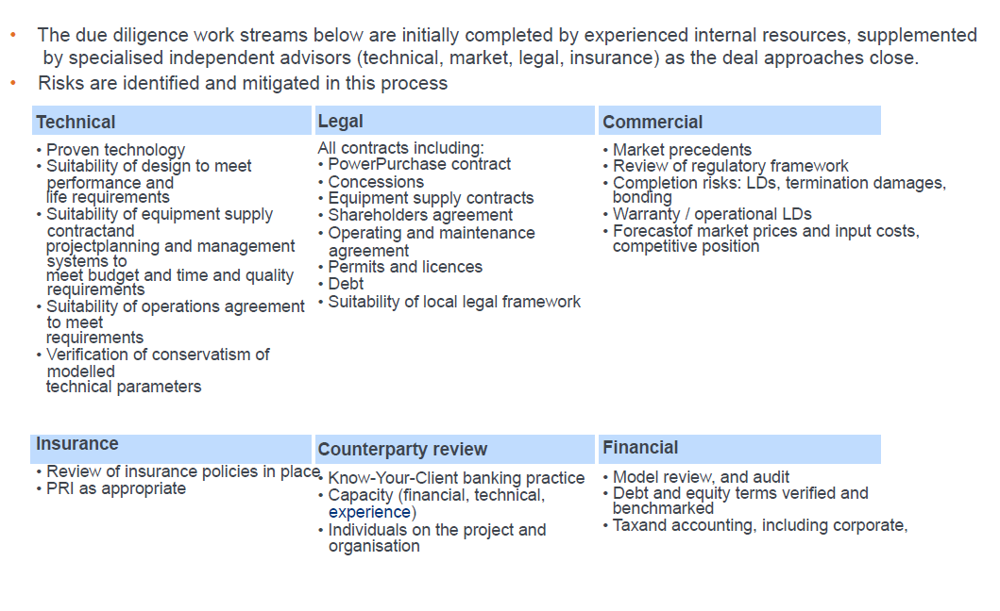 • The due diligence work streams below are initially completed by experienced internal resources, supplemented
by specialised independent advisors (technical, market, legal, insurance) as the deal approaches close.
• Risks are identified and mitigated in this process
Technical
• Proven technology
• Suitability of design to meet
performance and
life requirements
• Suitability of equipment supply
contractand
projectplanning and management
systems to
meet budget and time and quality
requirements
• Suitability of operations agreement
to meet
requirements
• Verification of conservatism of
modelled
technical parameters
Legal
All contracts including:
• PowerPurchase contract
• Concessions
• Equipment supply contracts
• Shareholders agreement
• Operating and maintenance
agreement
• Permits and licences
• Debt
• Suitability of local legal framework
Commercial
• Market precedents
• Review of regulatory framework
• Completion risks: LDs, termination damages,
bonding
• Warranty / operational LDs
• Forecastof market prices and input costs,
competitive position
Insurance
• Review of insurance policies in place
• PRI as appropriate
Counterparty review
• Know-Your-Client banking practice
• Capacity (financial, technical,
experience)
• Individuals on the project and
organisation
Financial
• Model review, and audit
• Debt and equity terms verified and
benchmarked
• Taxand accounting, including corporate,